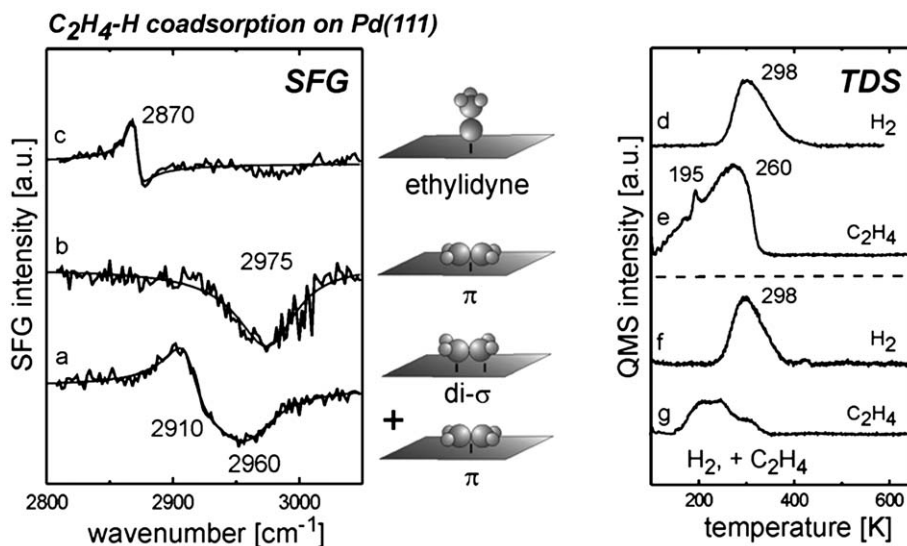 C₂H₄-H coadsorption on Pd(111)
SFG
2870
c
b
2975
a
2910
2960
SFG intensity [a.u.]
2800 2900 3000
wavenumber [cm⁻¹]
ethylidyne
π
di-σ
+
π
TDS
298
d
H₂
195
260
e
C₂H₄
298
f
H₂
g
C₂H₄
H₂, + C₂H₄
QMS intensity [a.u.]
200 400 600
temperature [K]